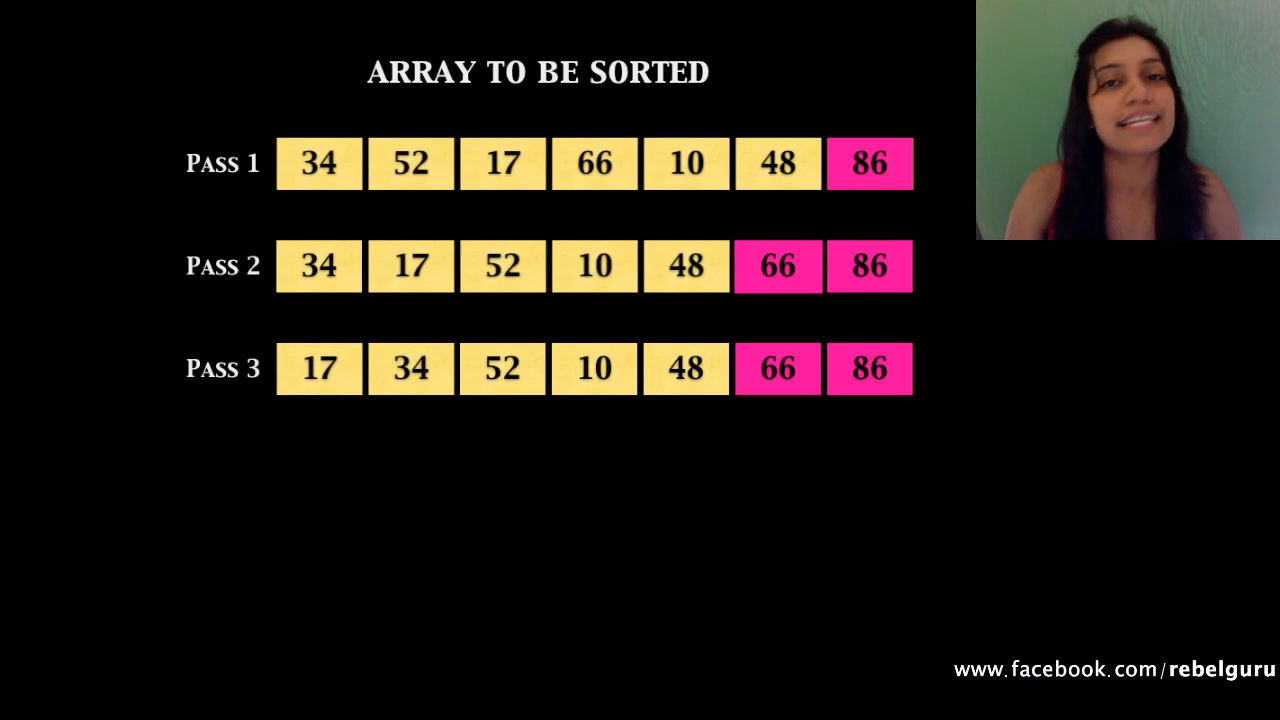 ARRAY TO BE SORTED
PASS 1 34 52 17 66 10 48 86
PASS 2 34 17 52 10 48 66 86
PASS 3 17 34 52 10 48 66 86
www.facebook.com/rebelguru